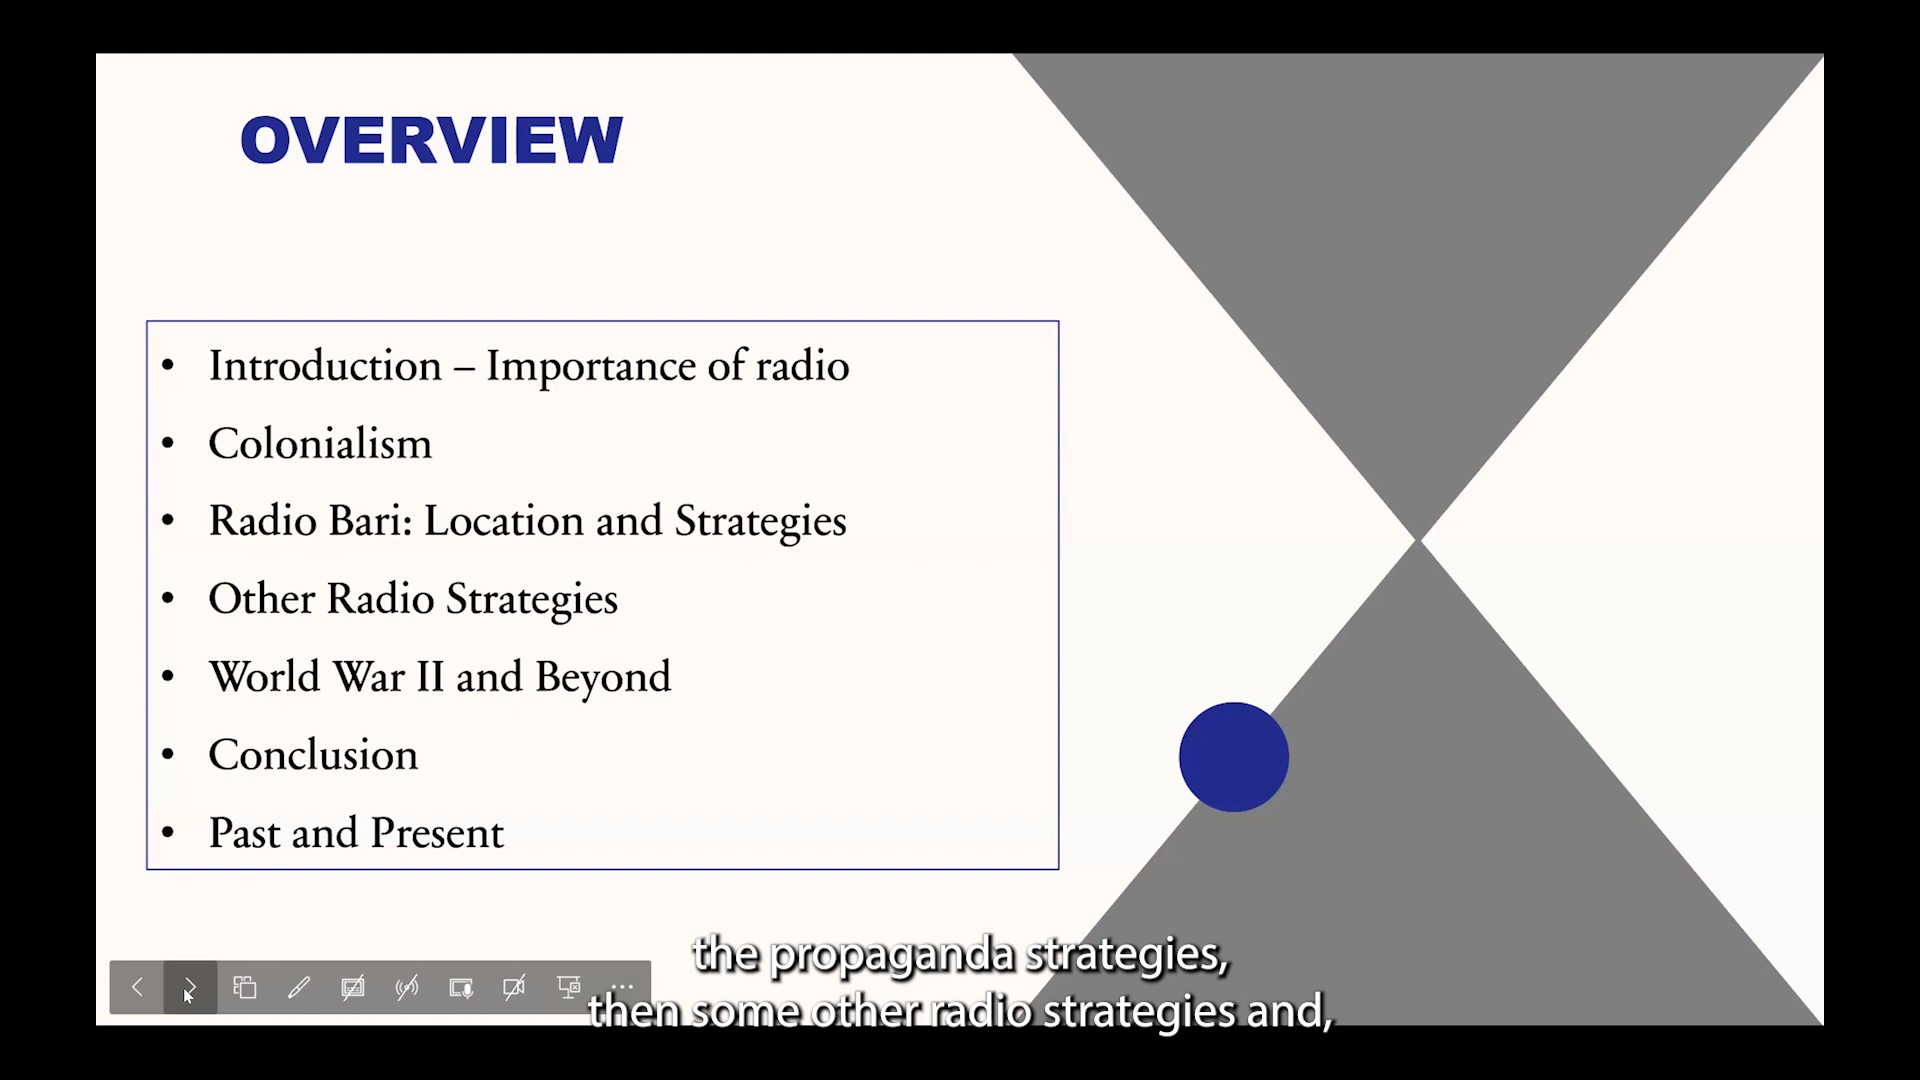 OVERVIEW
• Introduction – Importance of radio
• Colonialism
• Radio Bari: Location and Strategies
• Other Radio Strategies
• World War II and Beyond
• Conclusion
• Past and Present
the propaganda strategies,
then some other radio strategies and,